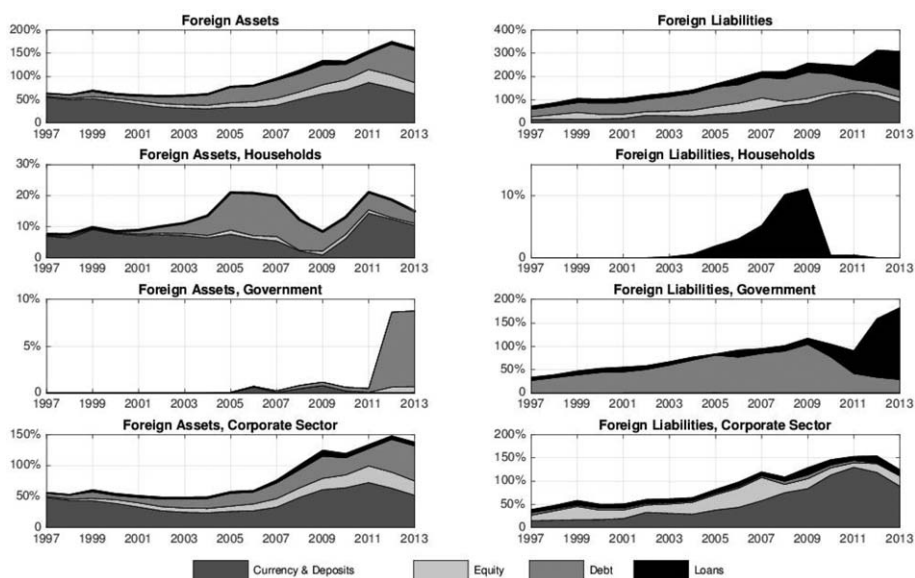 Foreign Assets
200%
150%
100%
50%
0
1997 1999 2001 2003 2005 2007 2009 2011 2013
Foreign Liabilities
400%
300%
200%
100%
0
1997 1999 2001 2003 2005 2007 2009 2011 2013
Foreign Assets, Households
30%
20%
10%
0
1997 1999 2001 2003 2005 2007 2009 2011 2013
Foreign Liabilities, Households
10%
0
1997 1999 2001 2003 2005 2007 2009 2011 2013
Foreign Assets, Government
10%
5%
0
1997 1999 2001 2003 2005 2007 2009 2011 2013
Foreign Liabilities, Government
200%
150%
100%
50%
0
1997 1999 2001 2003 2005 2007 2009 2011 2013
Foreign Assets, Corporate Sector
150%
100%
50%
0
1997 1999 2001 2003 2005 2007 2009 2011 2013
Foreign Liabilities, Corporate Sector
200%
150%
100%
50%
0
1997 1999 2001 2003 2005 2007 2009 2011 2013
Currency & Deposits Equity Debt Loans